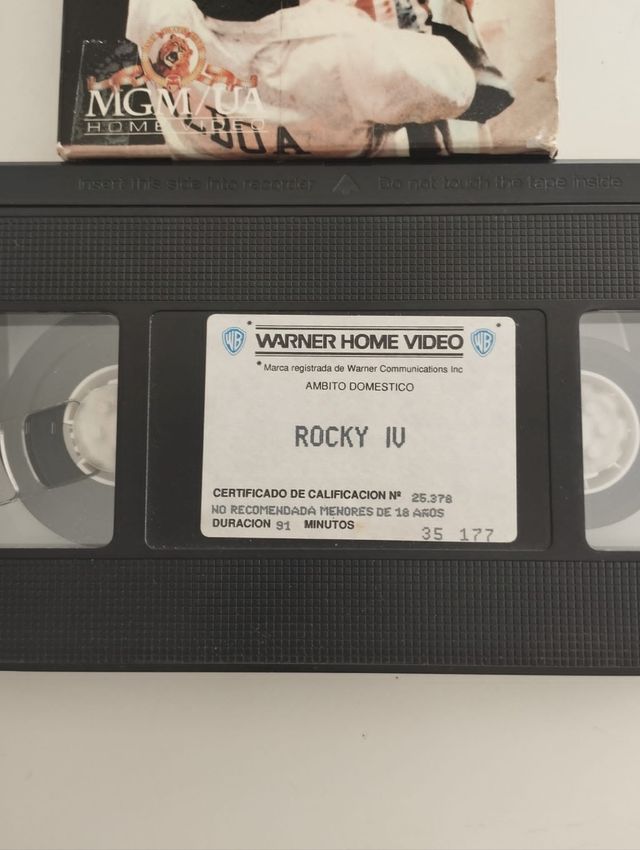 MGM/UA
HOME VIDEO
Insert this side into recorder Do not touch the tape inside
WB WARNER HOME VIDEO * WB
* Marca registrada de Warner Communications Inc
AMBITO DOMESTICO
ROCKY IV
CERTIFICADO DE CALIFICACION Nº 25.378
NO RECOMENDADA MENORES DE 18 AÑOS
DURACION 91 MINUTOS
35 177